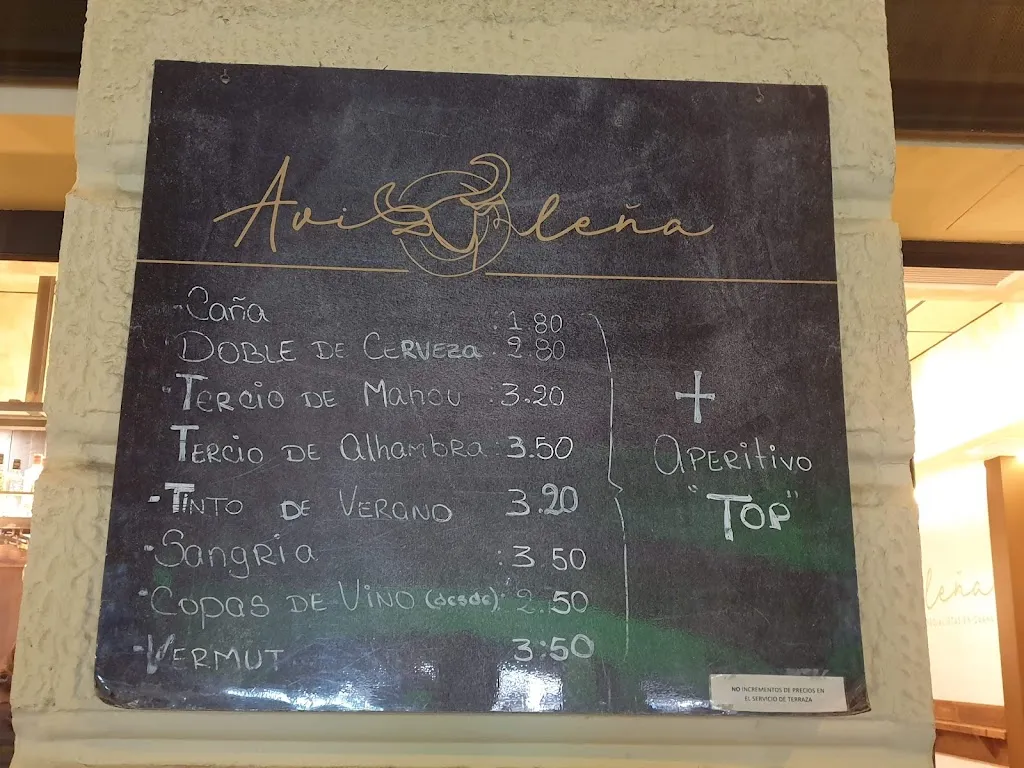 Avileña
-Caña : 1.80
DOBLE DE CERVEZA : 2.80
TERCIO DE MAHOU : 3.20
TERCIO DE Alhambra : 3.50
-TINTO DE VERANO 3.20
-SangRia : 3.50
-COPAS DE VINO (desde): 2.50
-VERMUT 3:50
+
APERITIVO
"TOP"
NO INCREMENTOS DE PRECIOS EN
EL SERVICIO DE TERRAZA
leña